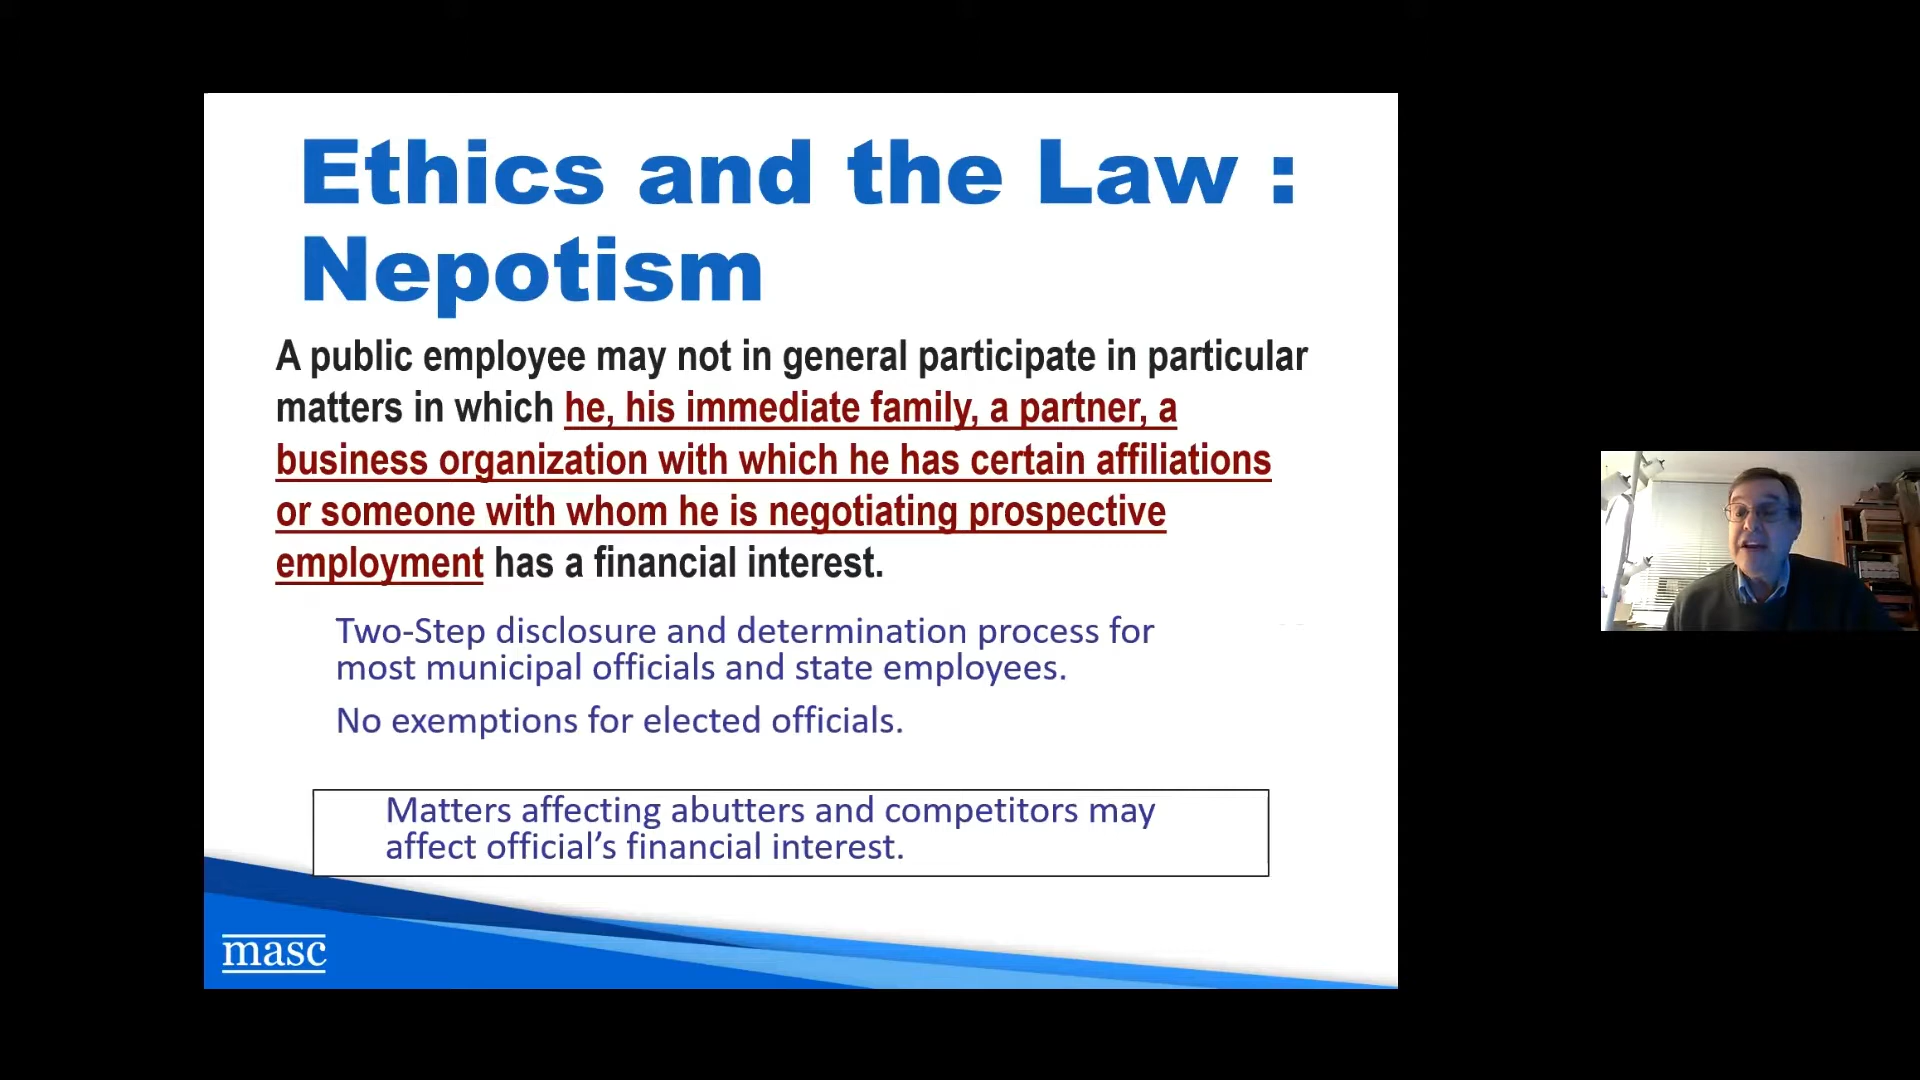 Ethics and the Law :
Nepotism
A public employee may not in general participate in particular
matters in which he, his immediate family, a partner, a
business organization with which he has certain affiliations
or someone with whom he is negotiating prospective
employment has a financial interest.
Two-Step disclosure and determination process for
most municipal officials and state employees.
No exemptions for elected officials.
Matters affecting abutters and competitors may
affect official’s financial interest.
masc